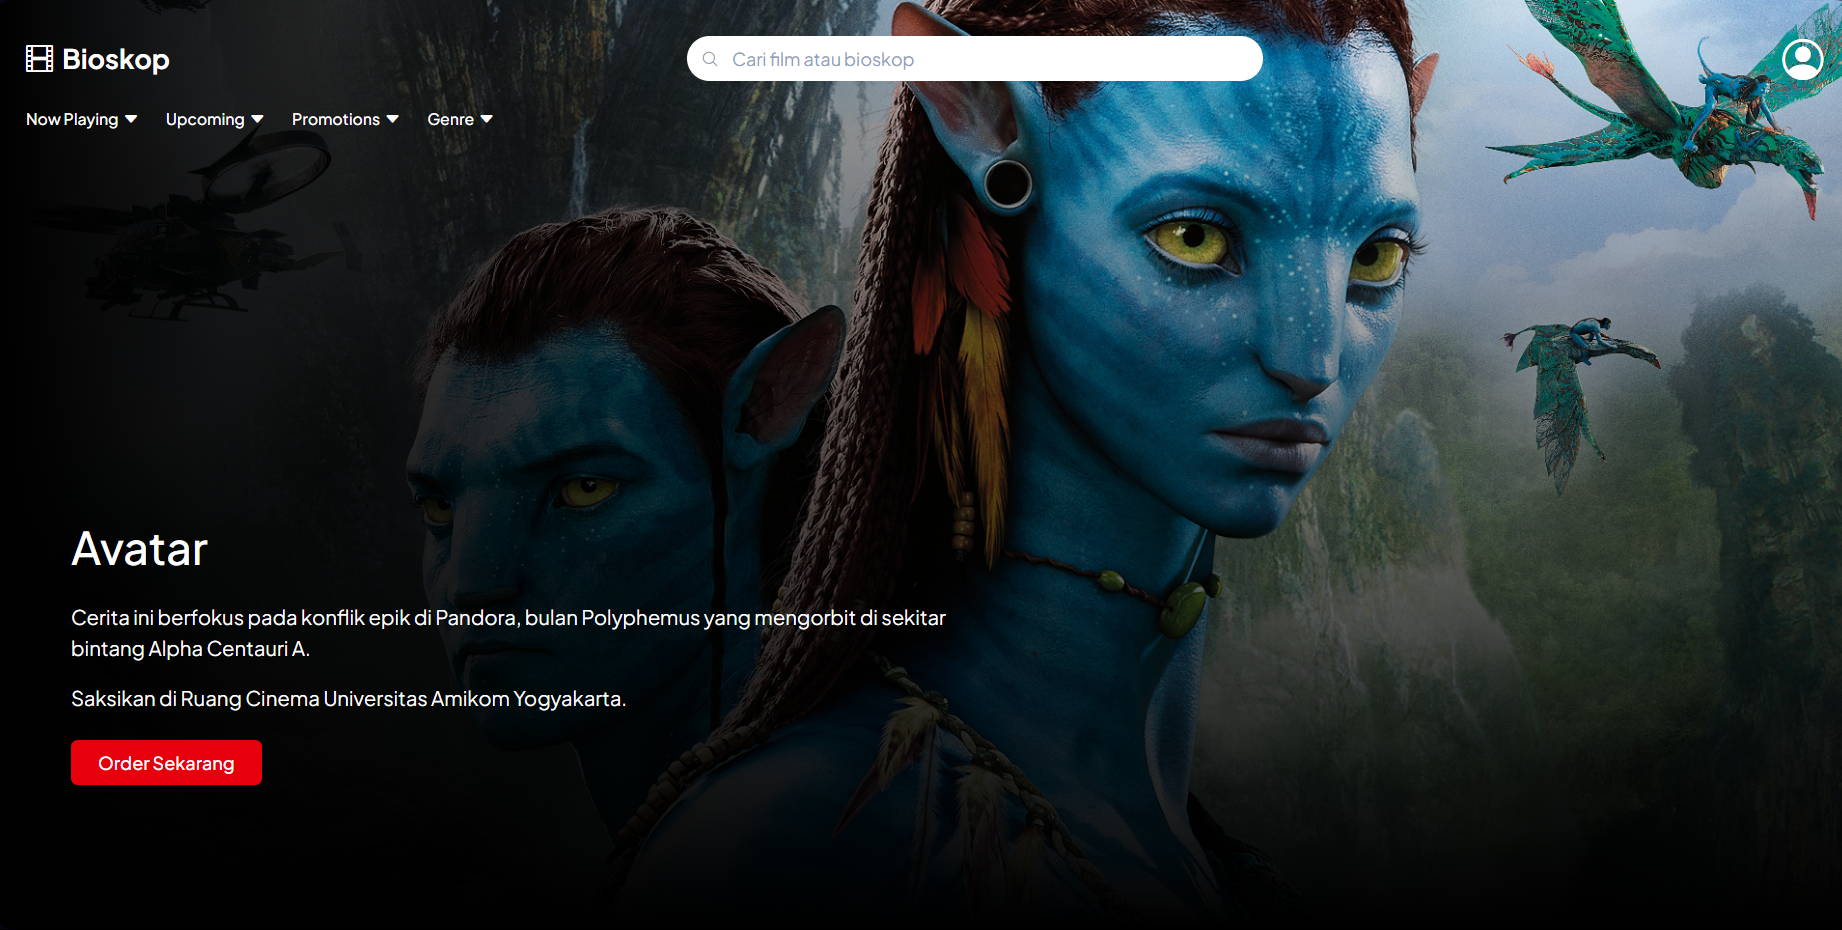 Bioskop
Cari film atau bioskop
Now Playing
Upcoming
Promotions
Genre
Avatar
Cerita ini berfokus pada konflik epik di Pandora, bulan Polyphemus yang mengorbit di sekitar
bintang Alpha Centauri A.
Saksikan di Ruang Cinema Universitas Amikom Yogyakarta.
Order Sekarang